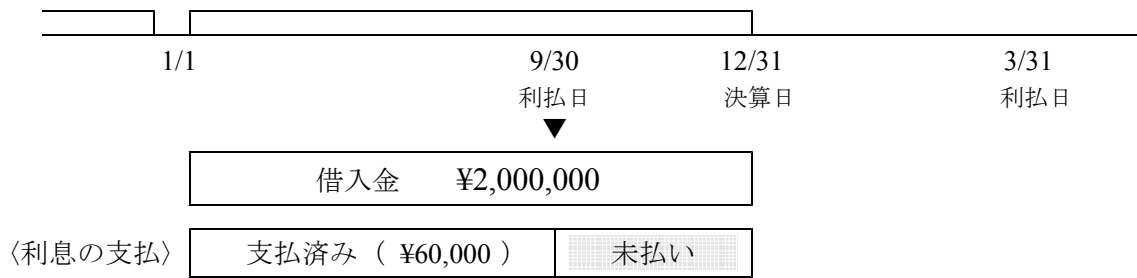 1/1 9/30 12/31 3/31
利払日 決算日 利払日
▼
借入金 ¥2,000,000
〈利息の支払〉 支払済み（ ¥60,000 ） 未払い